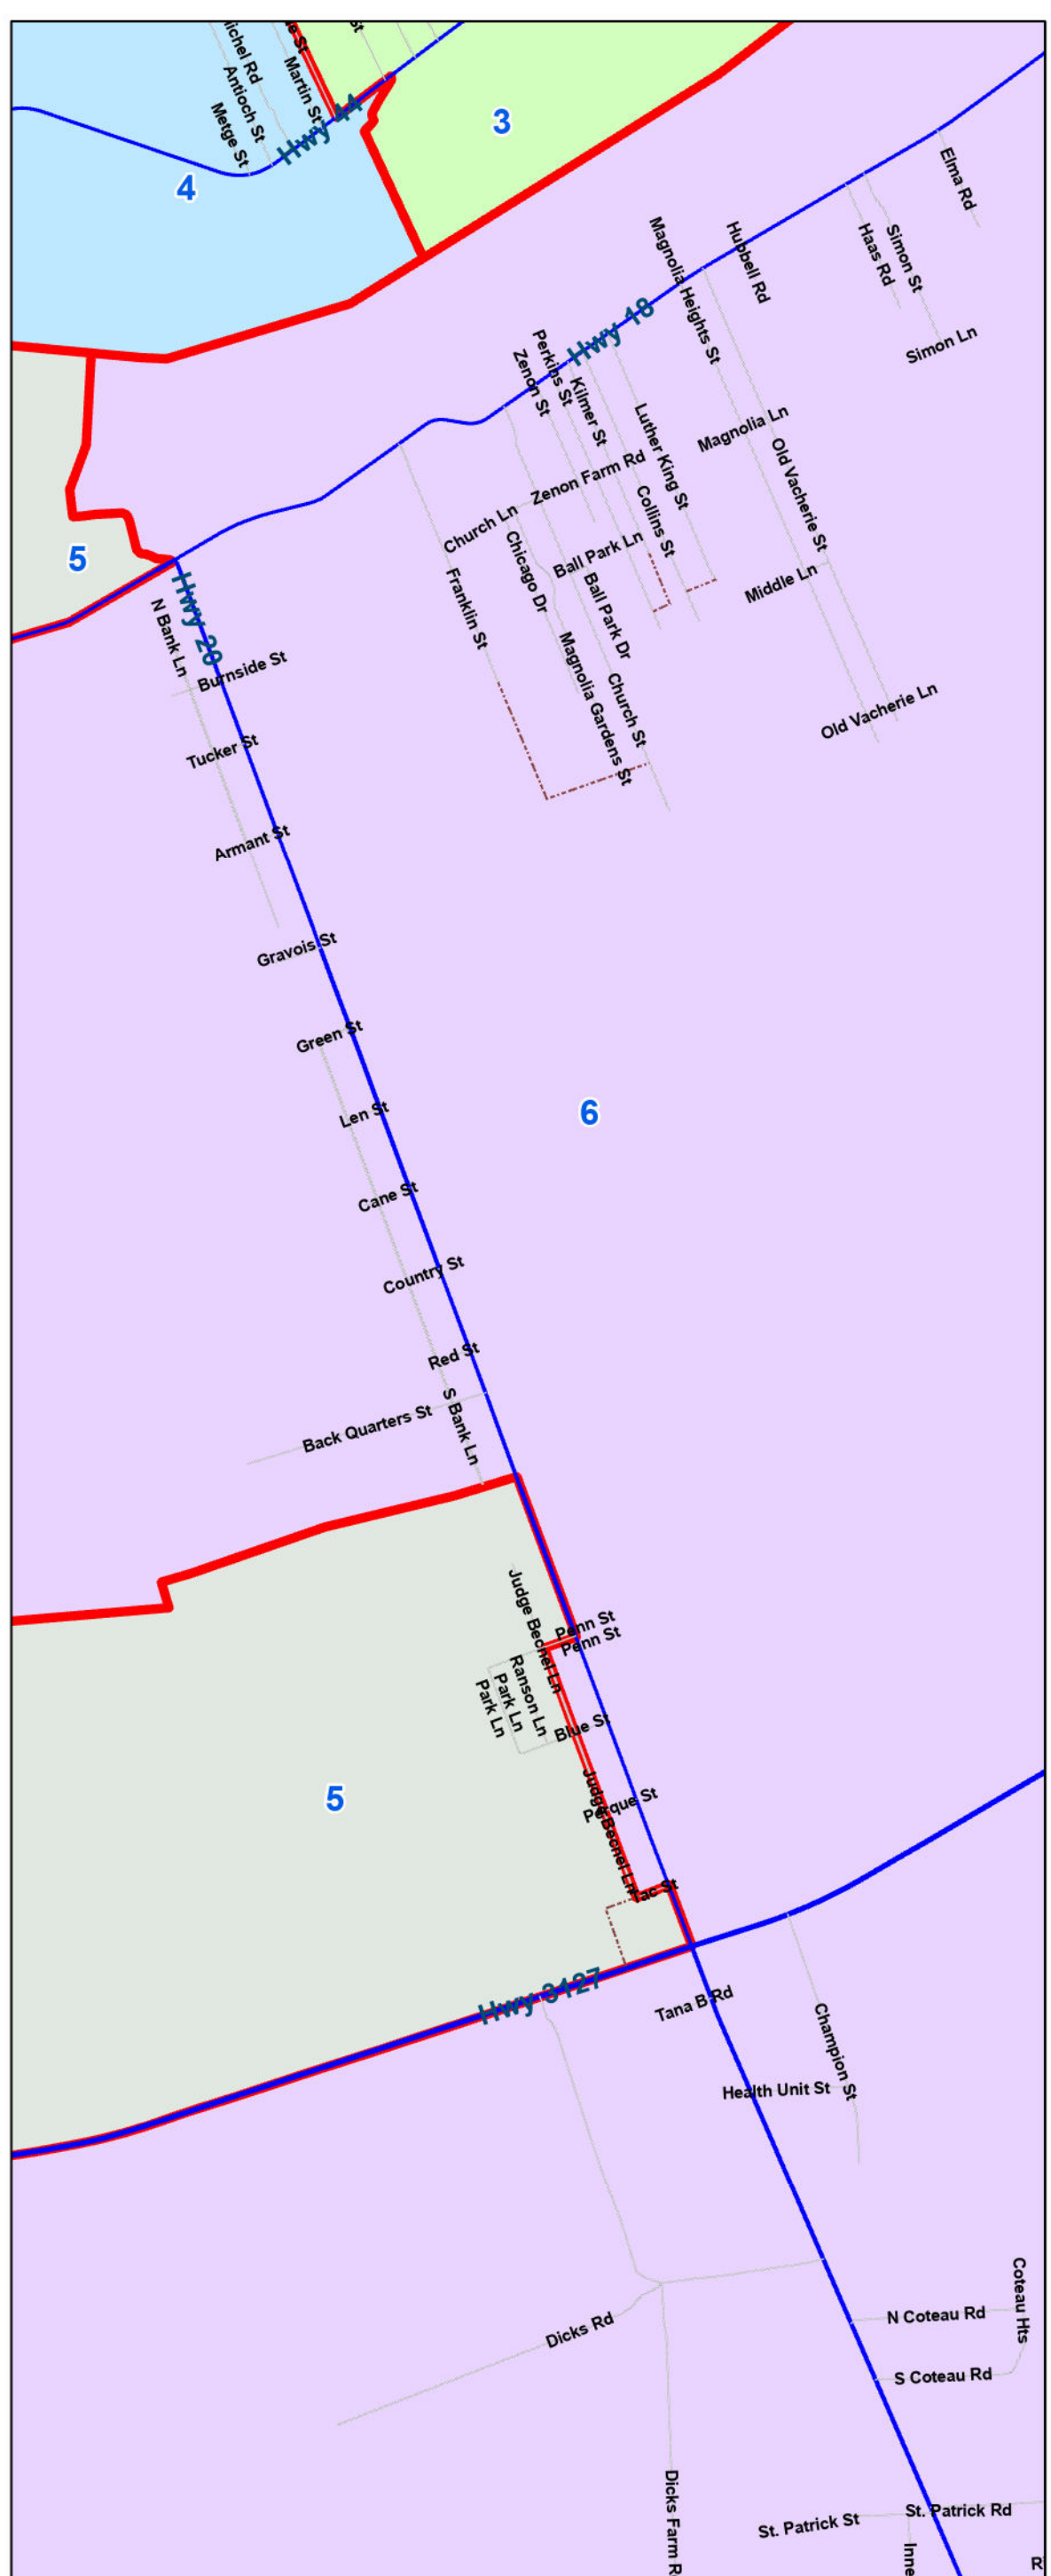 St
Martin St
Antioch St
Metge St
Hwy 44
3
4
Elma Rd
Simon St
Haas Rd
Hubbell Rd
Magnolia Heights St
Simon Ln
Hwy 18
Perkins St
Zenon St
Kilmer St
Luther King St
Magnolia Ln
Old Vacherie St
Zenon Farm Rd
Collins St
Church Ln
Chicago Dr
Ball Park Ln
Middle Ln
5
Franklin St
Ball Park Dr
Hwy 20
N Bank Ln
Burnside St
Magnolia Gardens St
Church St
Old Vacherie Ln
Tucker St
Armant St
Gravois St
Green St
Len St
6
Cane St
Country St
Red St
S Bank Ln
Back Quarters St
Judge Becnel Ln
Penn St
Penn St
Ranson Ln
Park Ln
Park Ln
Blue St
5
Judge Becnel Ln
Perque St
ac St
Hwy 3127
Tana B Rd
Champion St
Health Unit St
Coteau Hts
N Coteau Rd
Dicks Rd
S Coteau Rd
Dicks Farm R
St. Patrick Rd
St. Patrick St
Inne
R